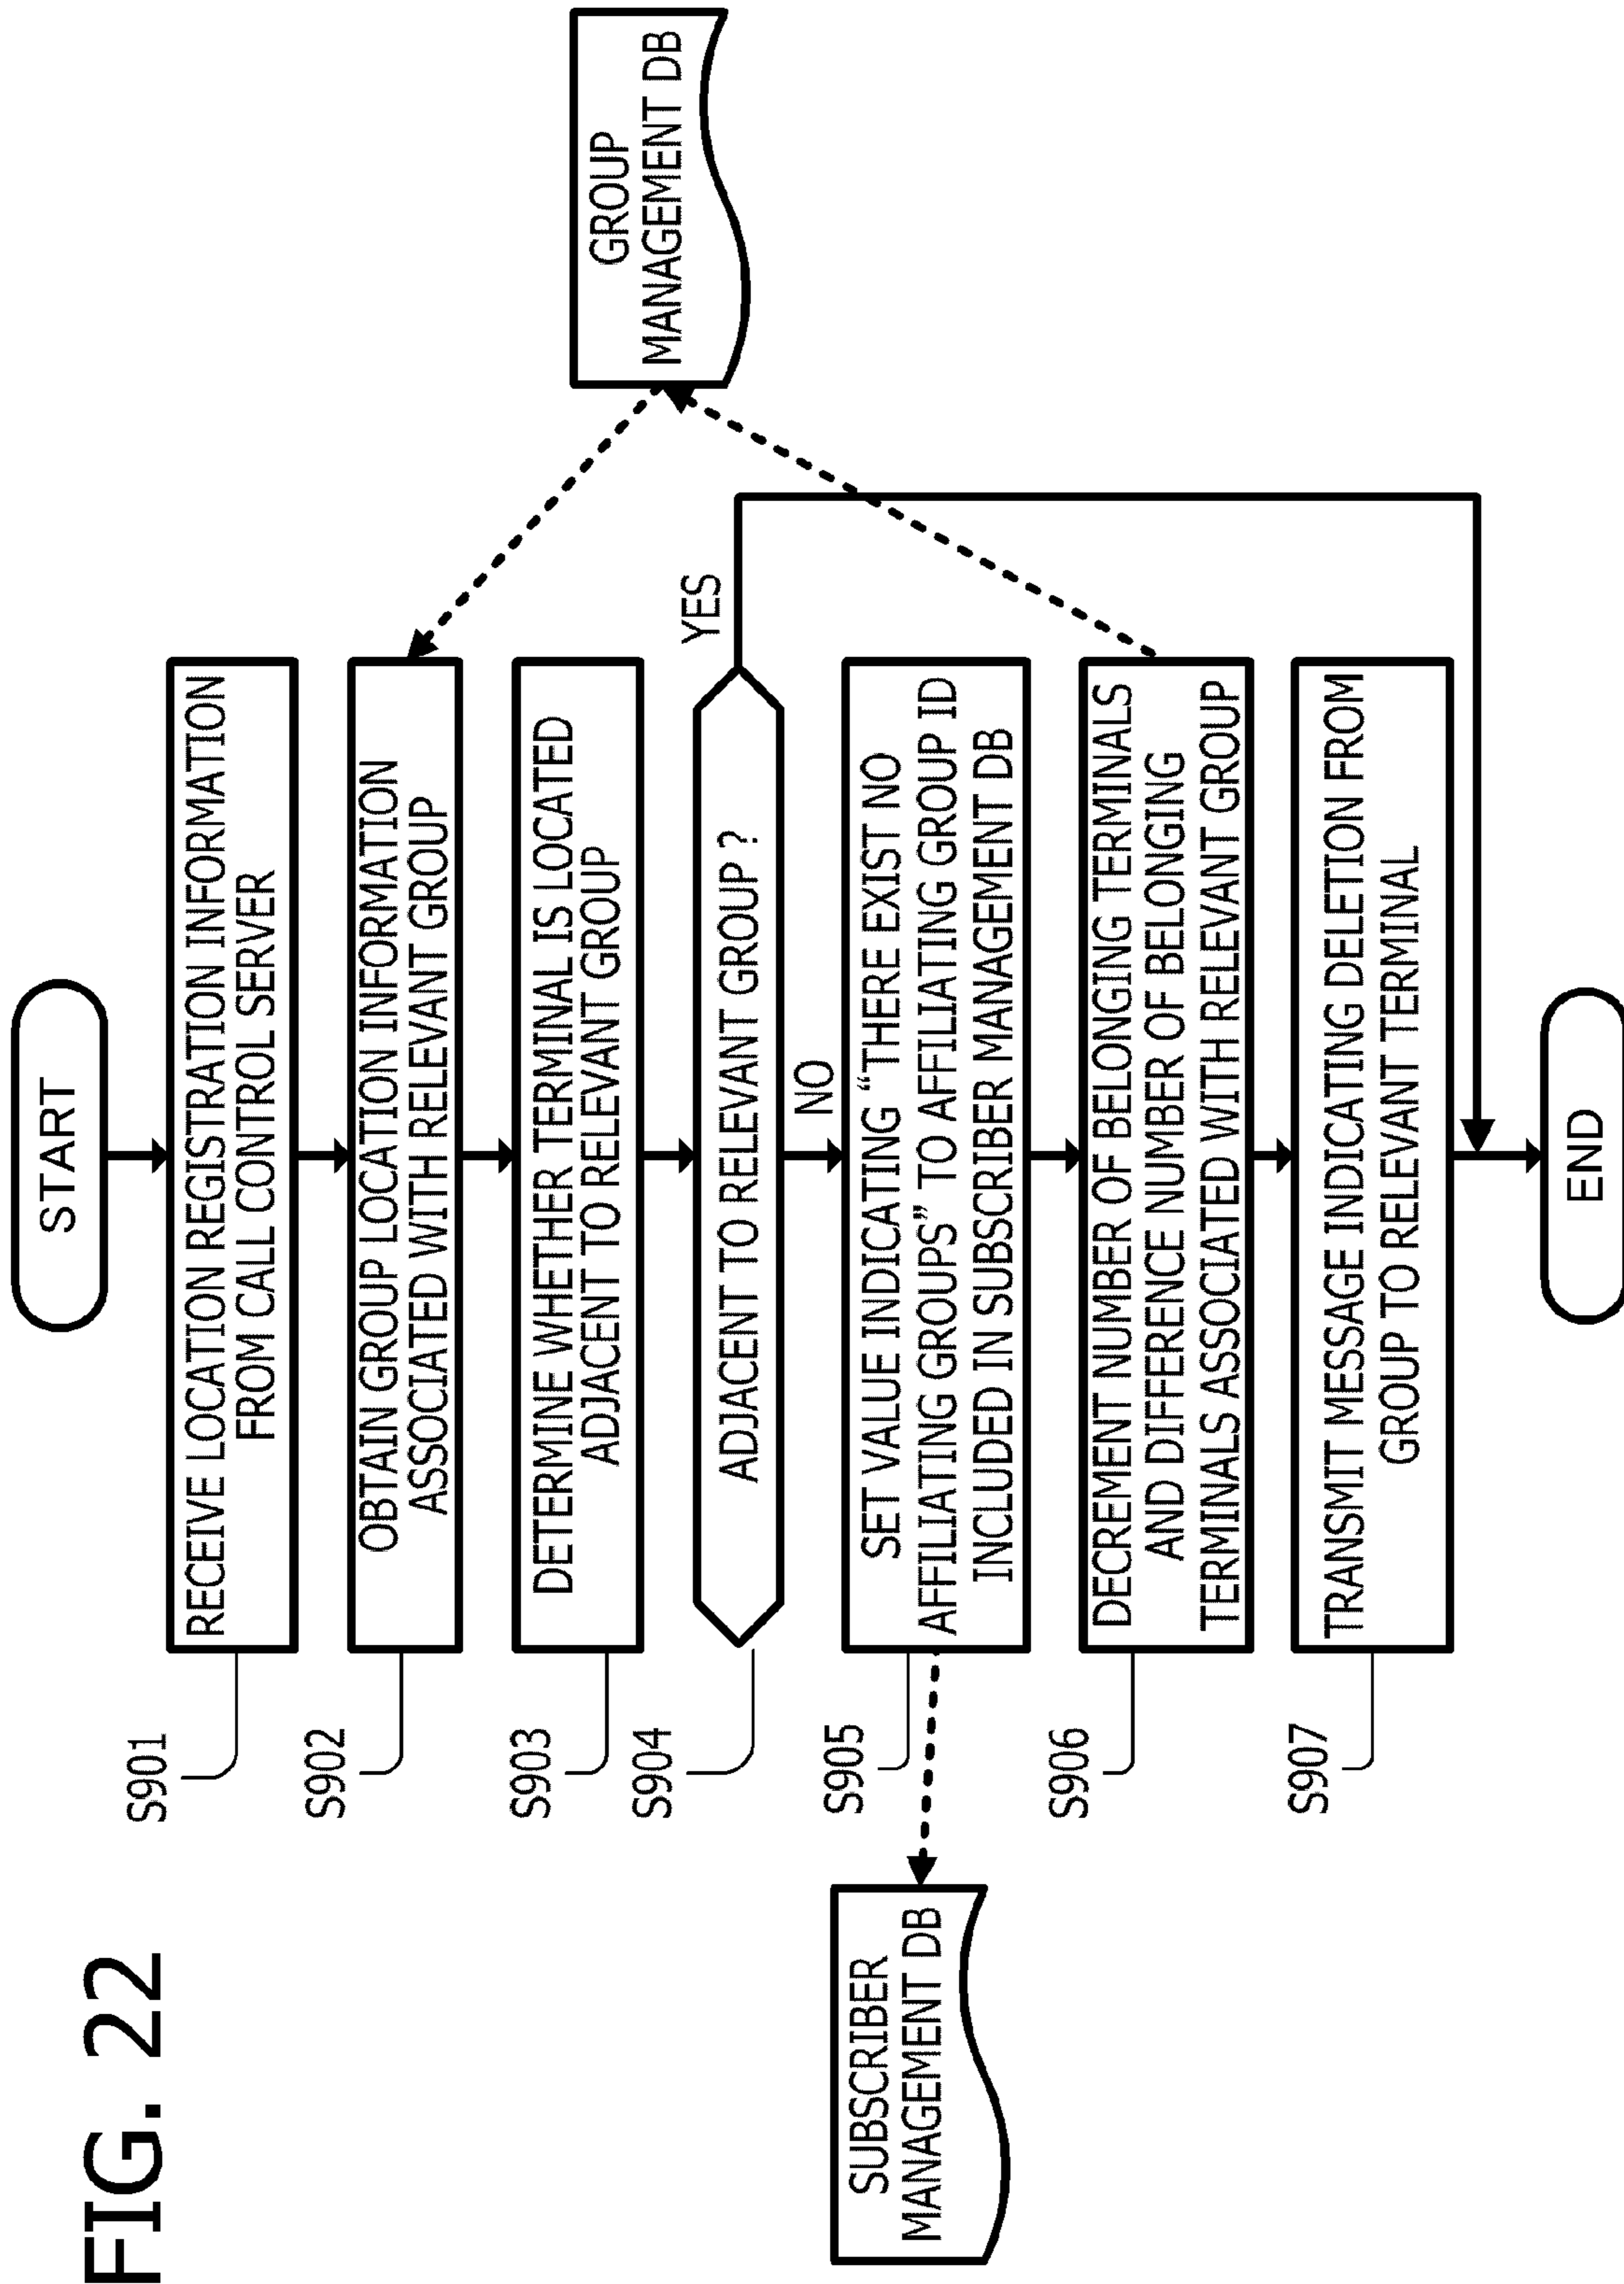 FIG. 22
START
S901
RECEIVE LOCATION REGISTRATION INFORMATION
FROM CALL CONTROL SERVER
S902
OBTAIN GROUP LOCATION INFORMATION
ASSOCIATED WITH RELEVANT GROUP
S903
DETERMINE WHETHER TERMINAL IS LOCATED
ADJACENT TO RELEVANT GROUP
GROUP
MANAGEMENT DB
S904
ADJACENT TO RELEVANT GROUP ?
YES
NO
SUBSCRIBER
MANAGEMENT DB
S905
SET VALUE INDICATING “THERE EXIST NO
AFFILIATING GROUPS” TO AFFILIATING GROUP ID
INCLUDED IN SUBSCRIBER MANAGEMENT DB
S906
DECREMENT NUMBER OF BELONGING TERMINALS
AND DIFFERENCE NUMBER OF BELONGING
TERMINALS ASSOCIATED WITH RELEVANT GROUP
S907
TRANSMIT MESSAGE INDICATING DELETION FROM
GROUP TO RELEVANT TERMINAL
END